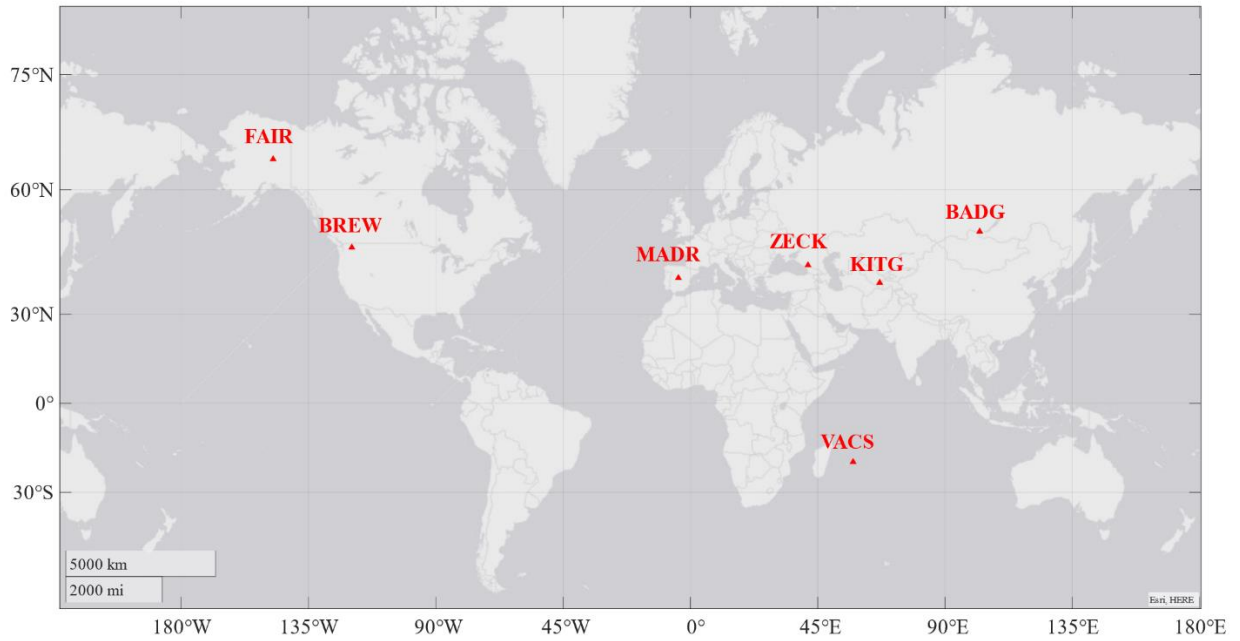 75°N
FAIR
60°N
BREW
BADG
ZECK
MADR
KITG
30°N
0°
VACS
30°S
5000 km
2000 mi
Esri, HERE
180°W 135°W 90°W 45°W 0° 45°E 90°E 135°E 180°E